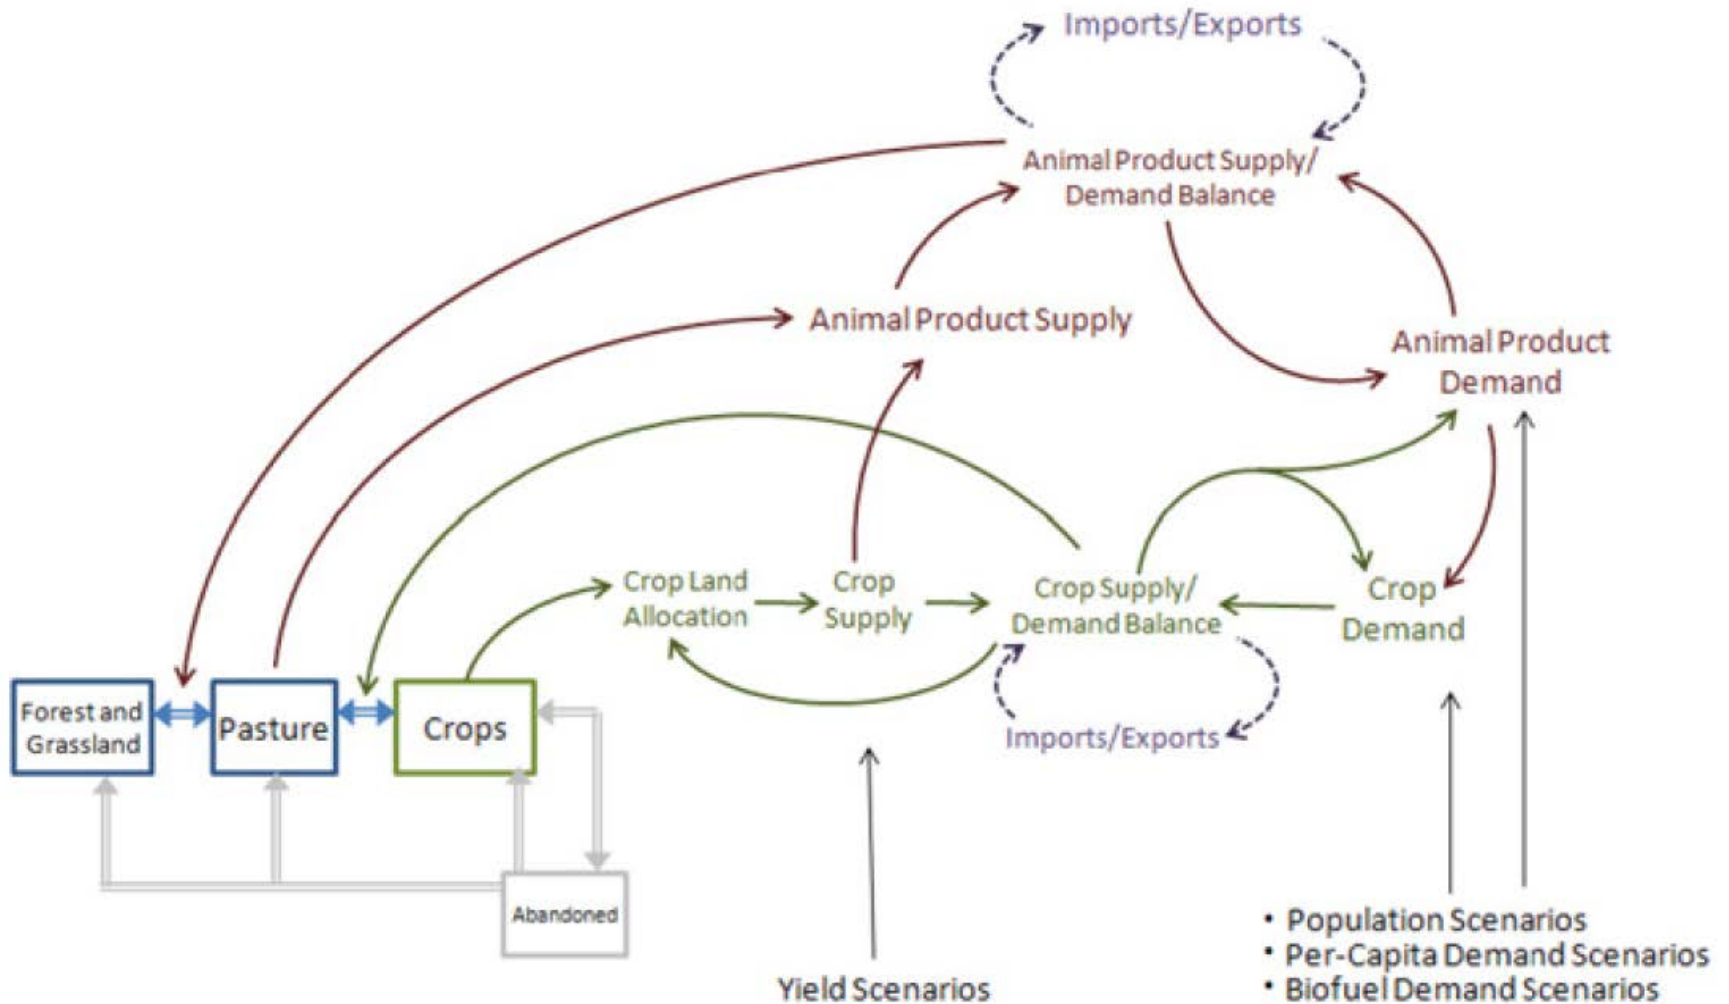 Imports/Exports
Animal Product Supply/
Demand Balance
Animal Product Supply
Animal Product
Demand
Crop Land
Allocation
Crop
Supply
Crop Supply/
Demand Balance
Crop
Demand
Forest and
Grassland
Pasture
Crops
Imports/Exports
Abandoned
Yield Scenarios
• Population Scenarios
• Per-Capita Demand Scenarios
• Biofuel Demand Scenarios